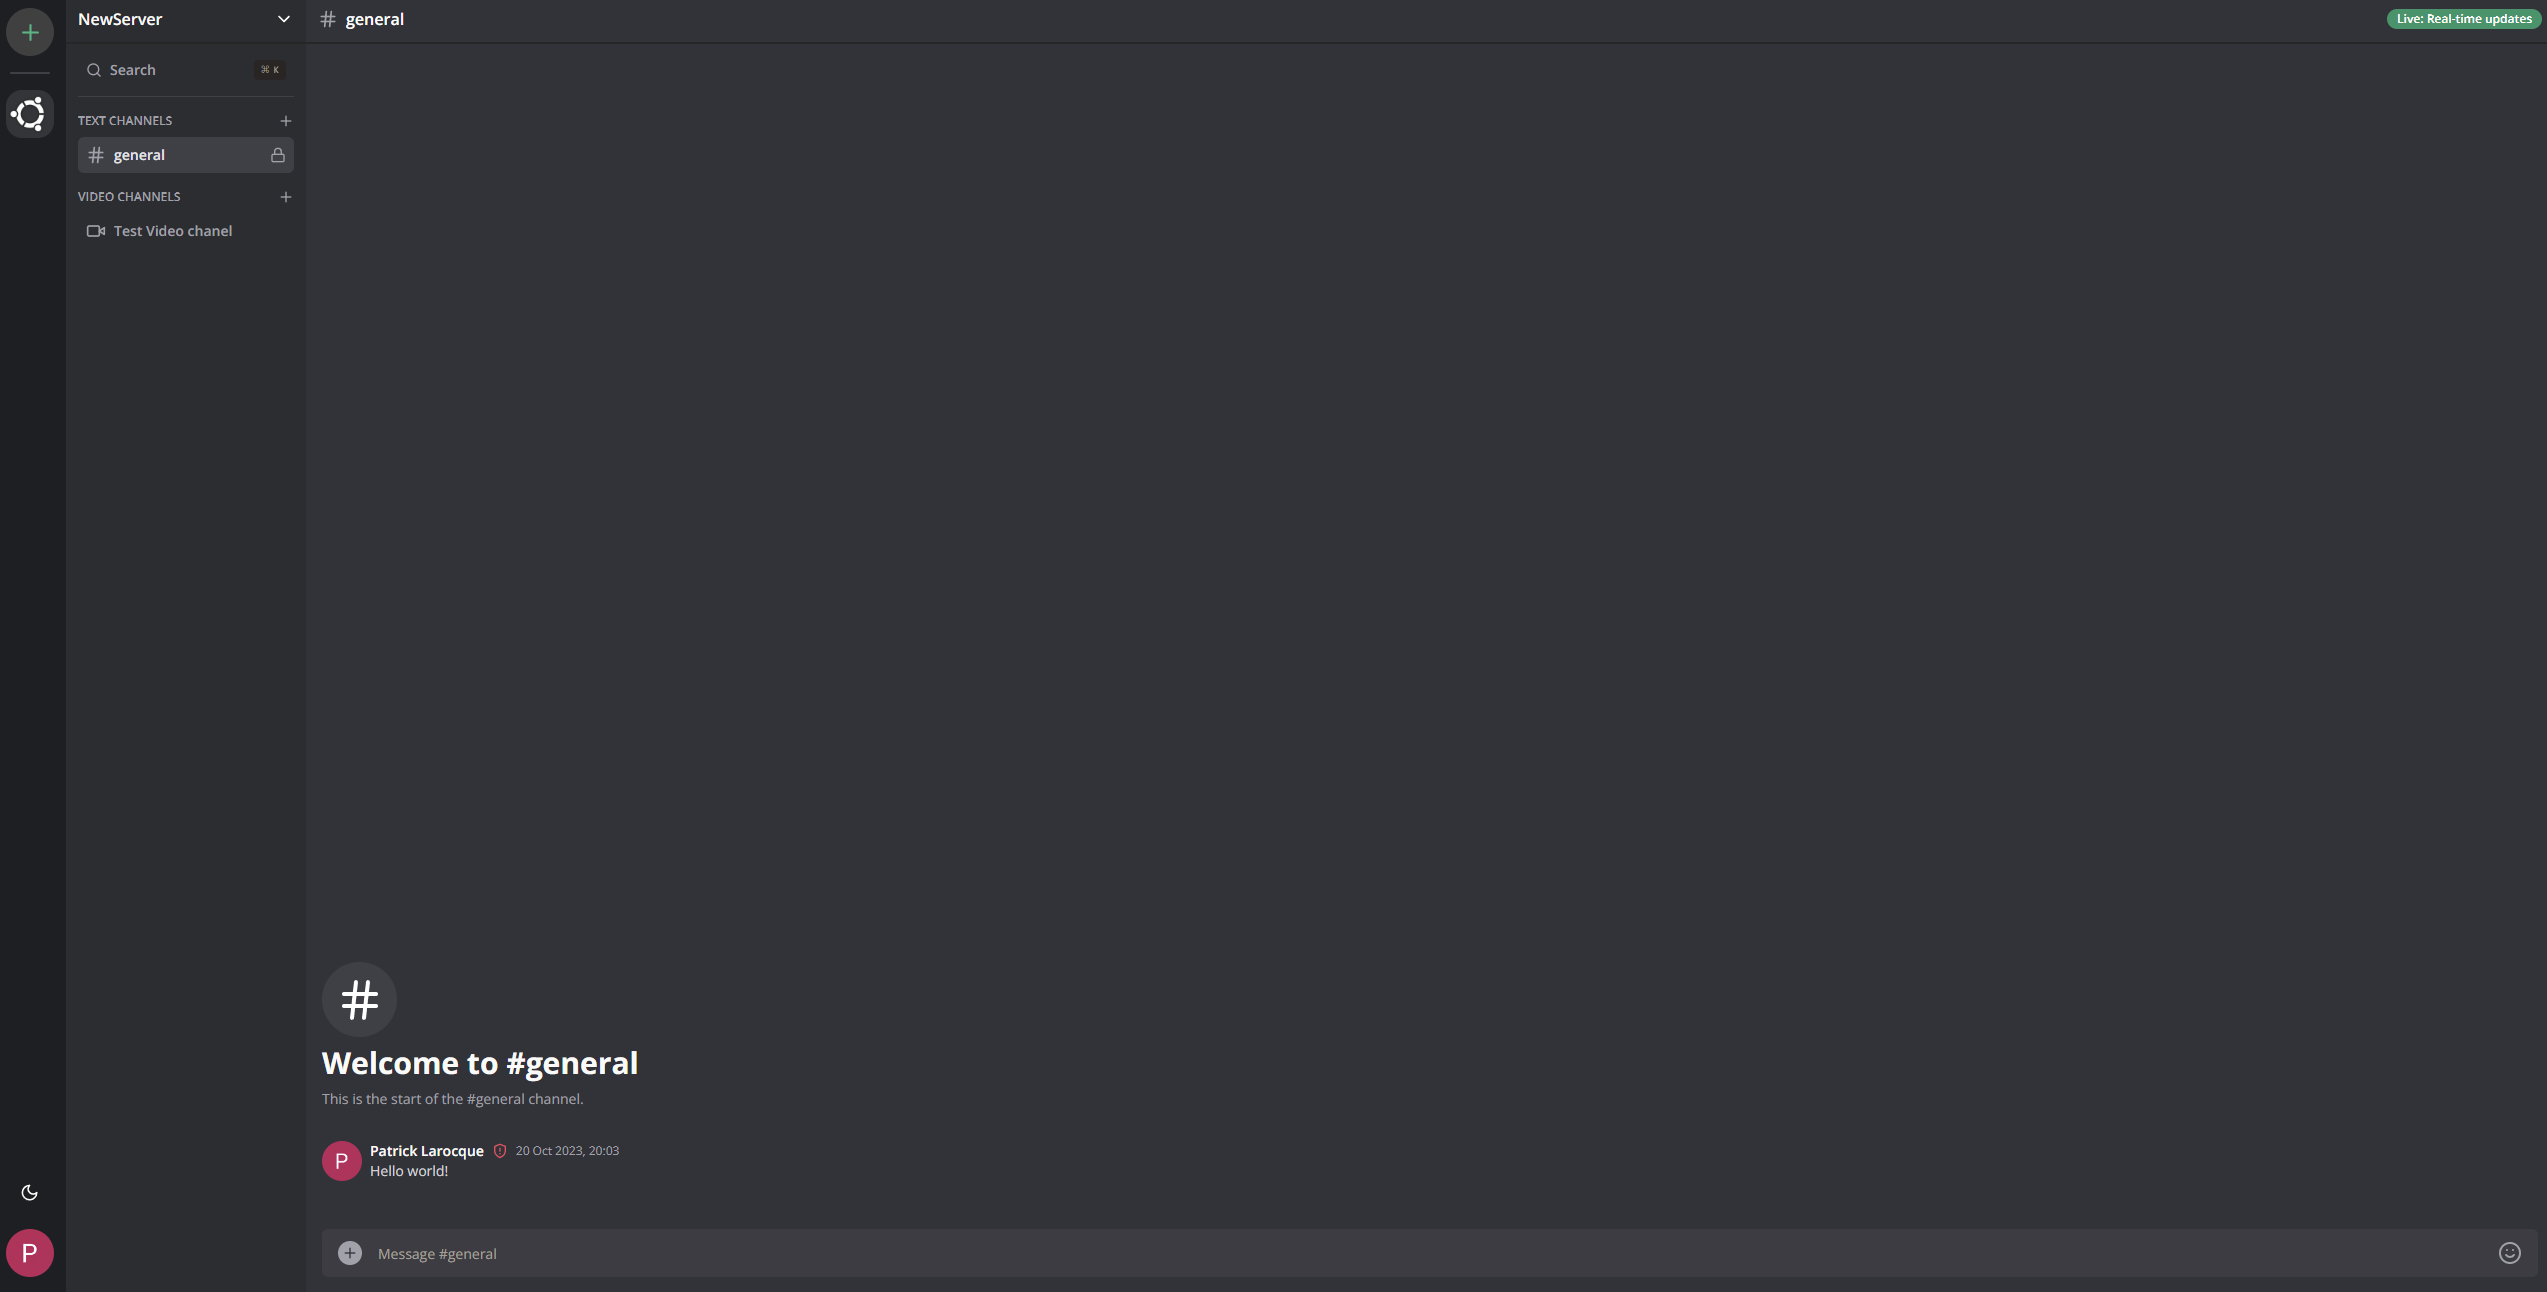 NewServer
Search
⌘ K
TEXT CHANNELS
general
VIDEO CHANNELS
Test Video chanel
P
# general
Live: Real-time updates
#
Welcome to #general
This is the start of the #general channel.
P
Patrick Larocque 20 Oct 2023, 20:03
Hello world!
Message #general